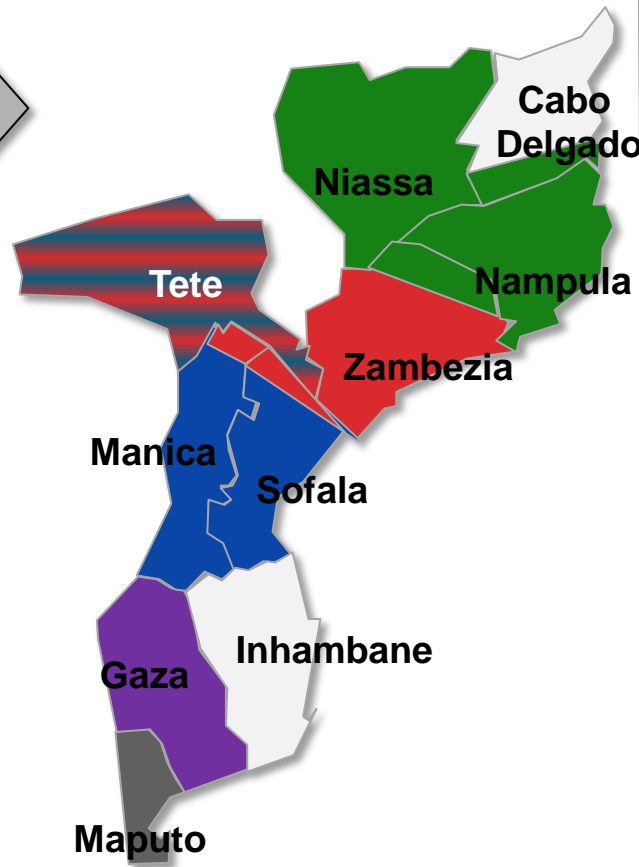 Cabo
Delgado
Niassa
Tete
Nampula
Zambezia
Manica
Sofala
Inhambane
Gaza
Maputo